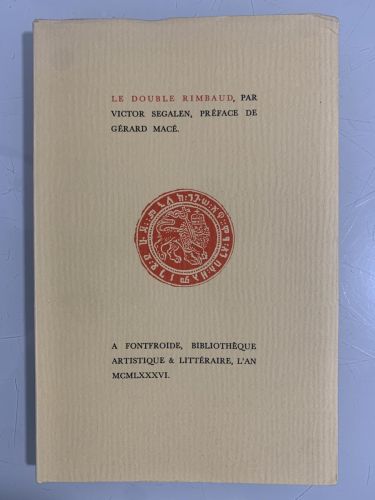 LE DOUBLE RIMBAUD, PAR
VICTOR SEGALEN, PRÉFACE DE
GÉRARD MACÉ.
A FONTFROIDE, BIBLIOTHÈQUE
ARTISTIQUE & LITTÉRAIRE, L'AN
MCMLXXXVI.